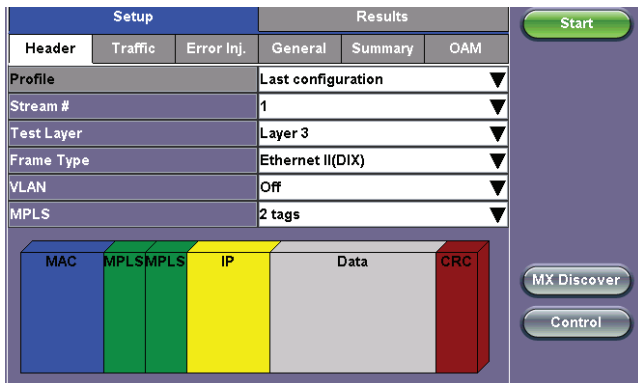 Setup Results
Start
Header Traffic Error Inj. General Summary OAM
Profile Last configuration
Stream # 1
Test Layer Layer 3
Frame Type Ethernet II(DIX)
VLAN Off
MPLS 2 tags
MAC MPLS MPLS IP Data CRC
MX Discover
Control